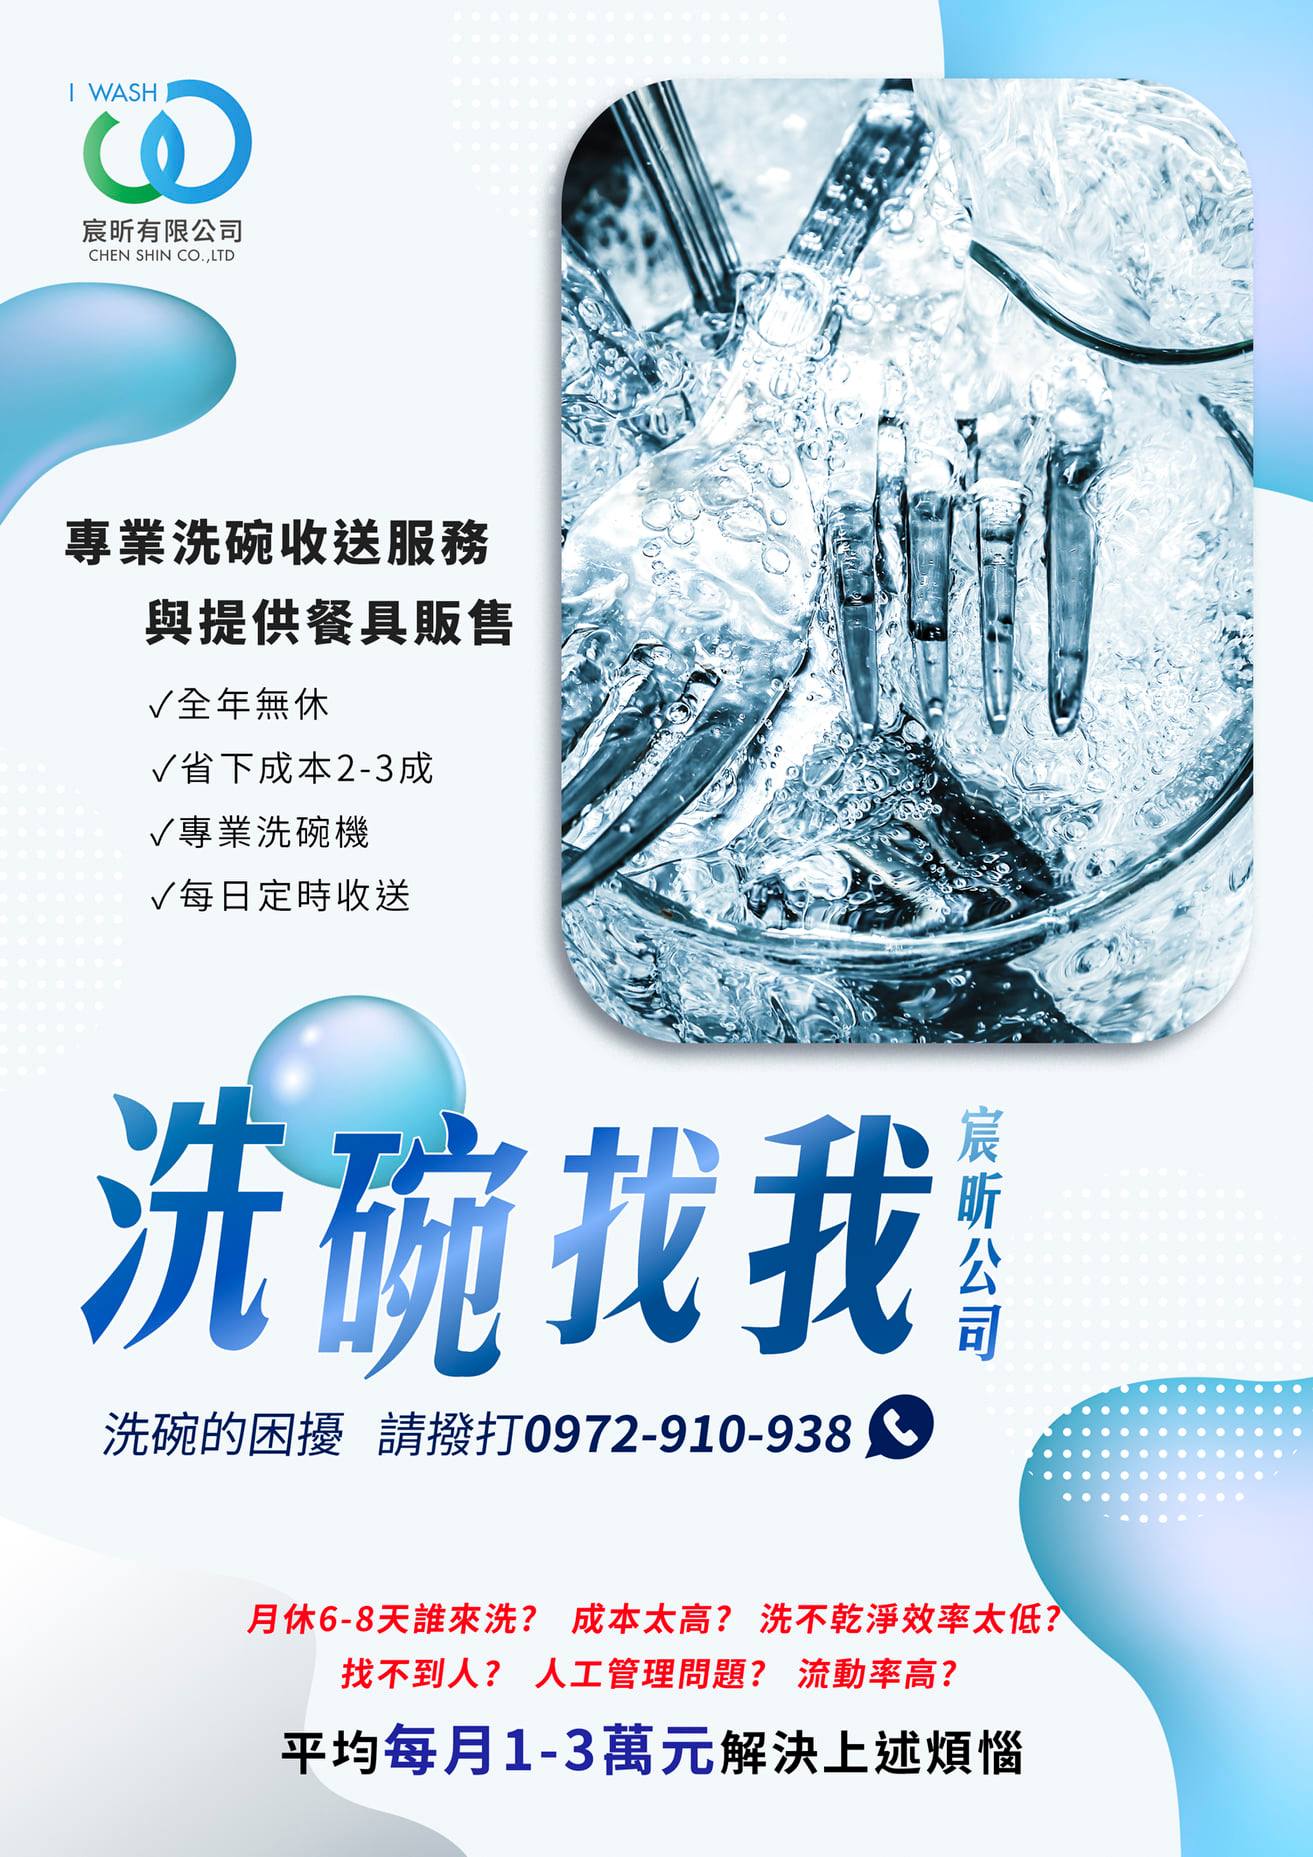 I WASH
宸昕有限公司
CHEN SHIN CO.,LTD
專業洗碗收送服務
與提供餐具販售
✓全年無休
✓省下成本2-3成
✓專業洗碗機
✓每日定時收送
洗碗找我
宸昕公司
洗碗的困擾 請撥打0972-910-938
月休6-8天誰來洗? 成本太高? 洗不乾淨效率太低?
找不到人? 人工管理問題? 流動率高?
平均每月1-3萬元解決上述煩惱